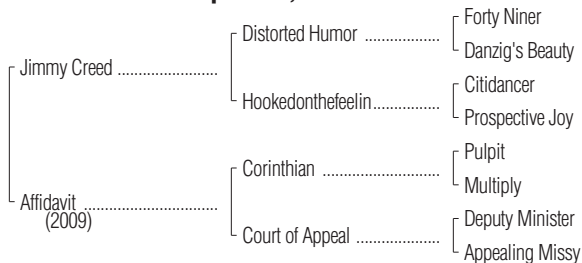 Forty Niner
Distorted Humor ..................
Danzig's Beauty
Jimmy Creed ........................
Citidancer
Hookedonthefeelin................
Prospective Joy
Pulpit
Corinthian ............................
Multiply
Affidavit ................................
(2009)
Deputy Minister
Court of Appeal ....................
Appealing Missy